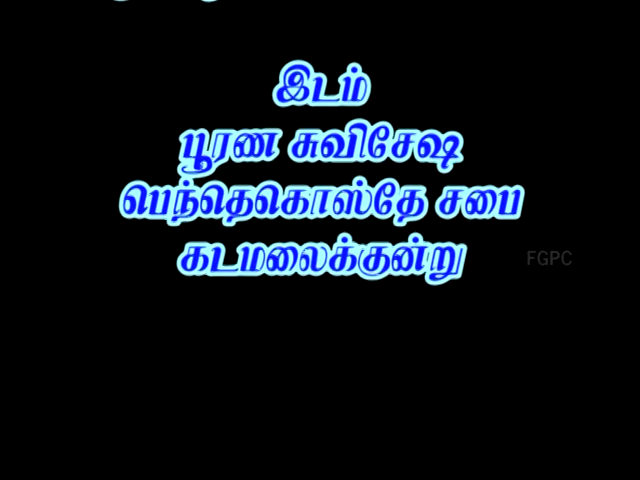 இடம்
பூரண சுவிசேஷ
பெந்தெகொஸ்தே சபை
கடமலைக்குன்று
FGPC